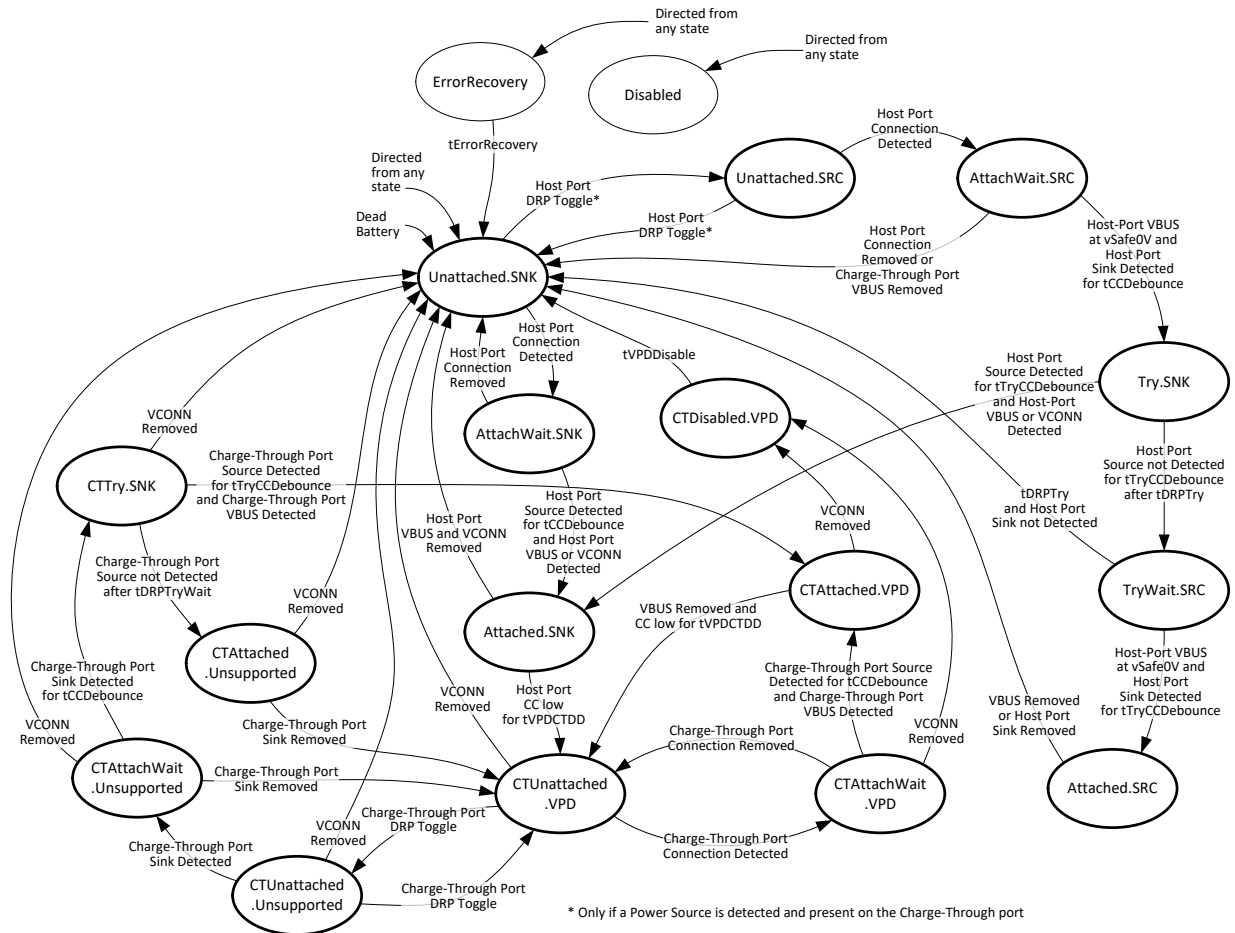 Directed from
any state
Directed from
any state
ErrorRecovery
Disabled
Host Port
Connection
Detected
tErrorRecovery
Directed
from any
state
Host Port
DRP Toggle*
Unattached.SRC
AttachWait.SRC
Dead
Battery
Host Port
DRP Toggle*
Host Port
Connection
Removed or
Charge-Through Port
VBUS Removed
Host-Port VBUS
at vSafe0V and
Host Port
Sink Detected
for tCCDebounce
Unattached.SNK
Host Port
Connection
Detected
Host Port
Connection
Removed
tVPDDisable
Host Port
Source Detected
for tTryCCDebounce
and Host-Port
VBUS or VCONN
Detected
Try.SNK
CTDisabled.VPD
AttachWait.SNK
VCONN
Removed
CTTry.SNK
Charge-Through Port
Source Detected
for tTryCCDebounce
and Charge-Through Port
VBUS Detected
Host Port
Source not Detected
for tTryCCDebounce
after tDRPTry
Host Port
Source Detected
for tCCDebounce
and Host Port
VBUS or VCONN
Detected
tDRPTry
and Host Port
Sink not Detected
VCONN
Removed
Host Port
VBUS and VCONN
Removed
Charge-Through Port
Source not Detected
after tDRPTryWait
VCONN
Removed
CTAttached.VPD
TryWait.SRC
Attached.SNK
VBUS Removed and
CC low for tVPDCTDD
CTAttached
.Unsupported
Charge-Through Port
Sink Detected
for tCCDebounce
Charge-Through Port Source
Detected for tCCDebounce
and Charge-Through Port
VBUS Detected
Host-Port VBUS
at vSafe0V and
Host Port
Sink Detected
for tTryCCDebounce
VCONN
Removed
Host Port
CC low
for tVPDCTDD
VBUS Removed
or Host Port
Sink Removed
VCONN
Removed
Charge-Through Port
Sink Removed
Charge-Through Port
Connection Removed
VCONN
Removed
CTAttachWait
.Unsupported
Charge-Through Port
Sink Removed
CTUnattached
.VPD
CTAttachWait
.VPD
Attached.SRC
Charge-Through Port
DRP Toggle
VCONN
Removed
Charge-Through Port
Connection Detected
Charge-Through Port
Sink Detected
CTUnattached
.Unsupported
Charge-Through Port
DRP Toggle
* Only if a Power Source is detected and present on the Charge-Through port